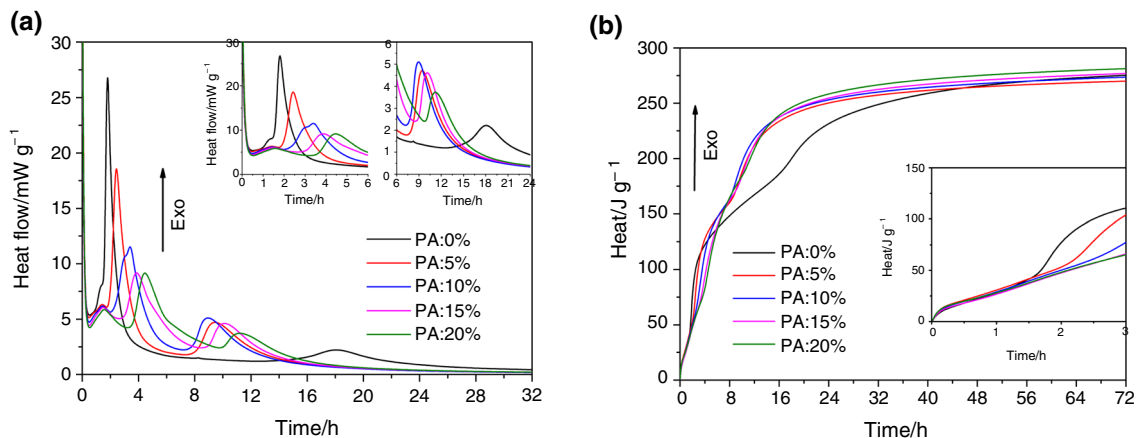 (a)
30
25
20
15
10
5
0
Heat flow/mW g⁻¹
0 4 8 12 16 20 24 28 32
Time/h
Exo
30
20
10
0
Heat flow/mW g⁻¹
0 1 2 3 4 5 6
Time/h
6
5
4
3
2
1
0
6 9 12 15 18 21 24
Time/h
PA:0%
PA:5%
PA:10%
PA:15%
PA:20%
(b)
300
250
200
150
100
50
0
Heat/J g⁻¹
0 8 16 24 32 40 48 56 64 72
Time/h
Exo
PA:0%
PA:5%
PA:10%
PA:15%
PA:20%
150
100
50
0
Heat/J g⁻¹
0 1 2 3
Time/h